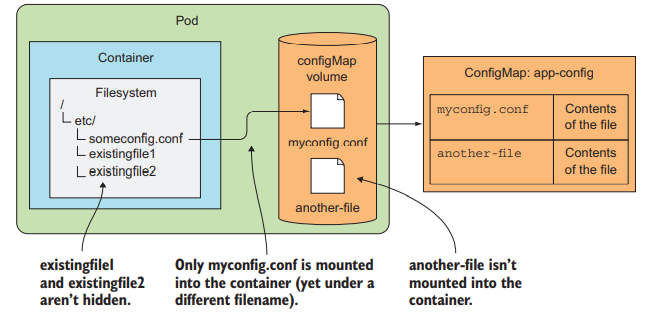 Pod
Container
Filesystem
/
etc/
someconfig.conf
existingfile1
existingfile2
configMap
volume
myconfig.conf
another-file
ConfigMap: app-config
myconfig.conf
Contents
of the file
another-file
Contents
of the file
existingfile1
and existingfile2
aren't hidden.
Only myconfig.conf is mounted
into the container (yet under a
different filename).
another-file isn't
mounted into the
container.